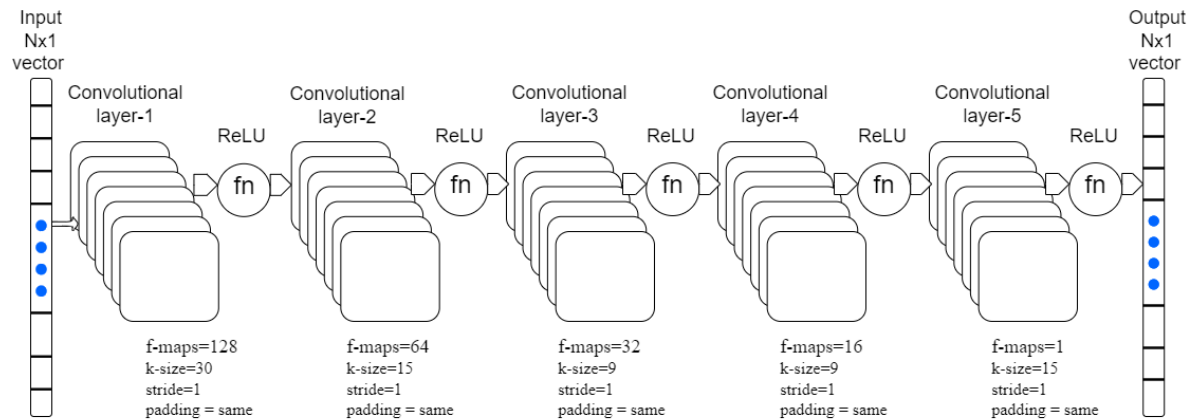 Input
Nx1
vector
Output
Nx1
vector
Convolutional
layer-1
ReLU
fn
Convolutional
layer-2
ReLU
fn
Convolutional
layer-3
ReLU
fn
Convolutional
layer-4
ReLU
fn
Convolutional
layer-5
ReLU
fn
f-maps=128
k-size=30
stride=1
padding = same
f-maps=64
k-size=15
stride=1
padding = same
f-maps=32
k-size=9
stride=1
padding = same
f-maps=16
k-size=9
stride=1
padding = same
f-maps=1
k-size=15
stride=1
padding = same